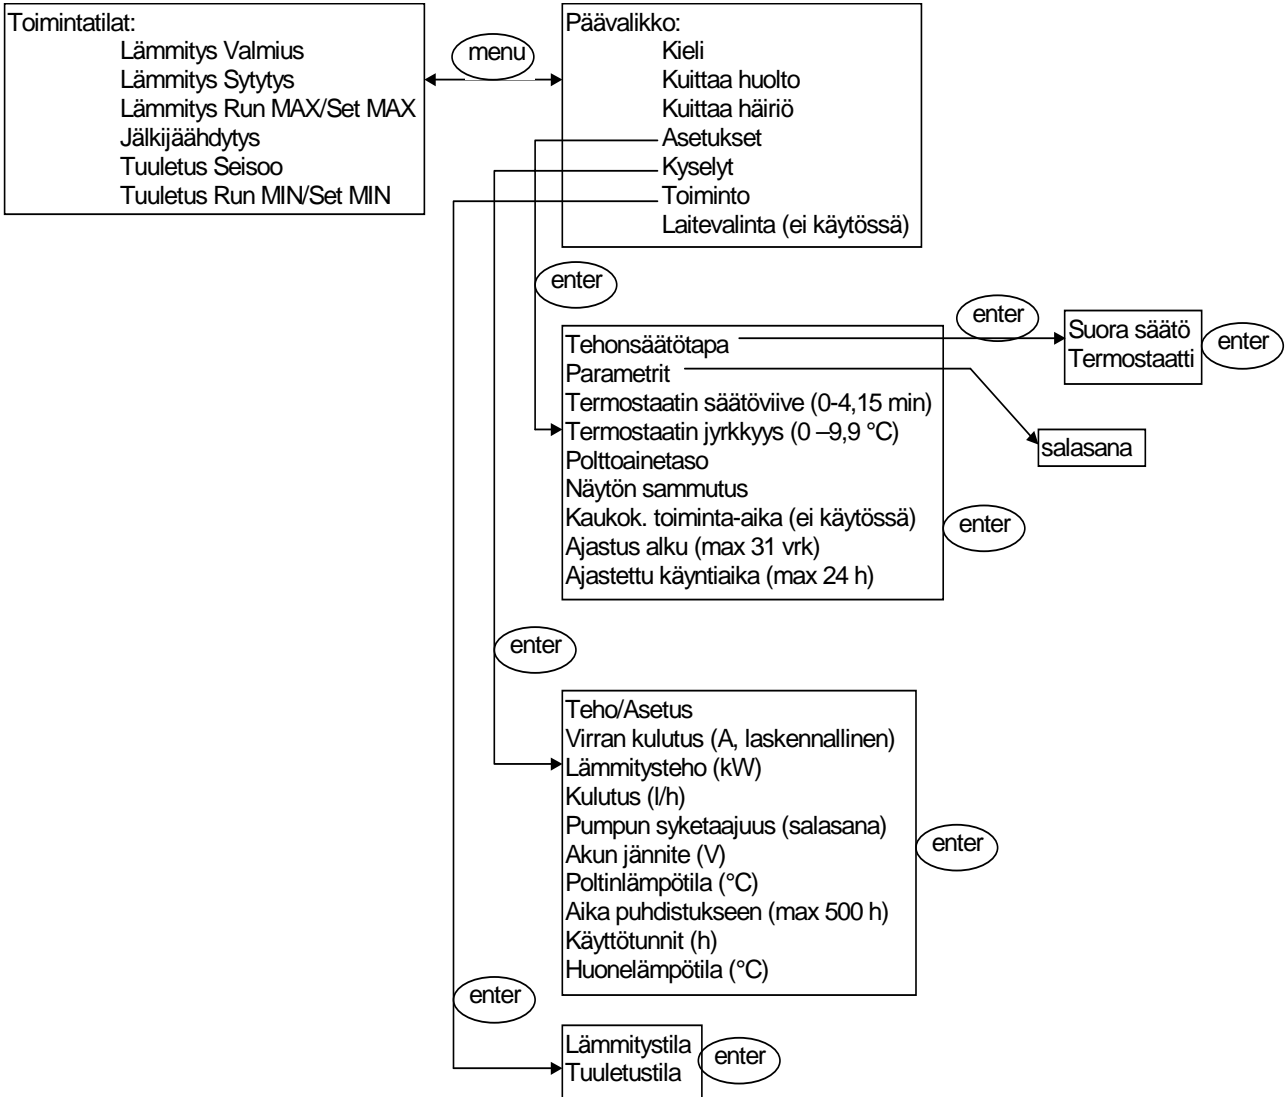 Toimintatilat:
Lämmitys Valmius
Lämmitys Sytytys
Lämmitys Run MAX/Set MAX
Jälkijäähdytys
Tuuletus Seisoo
Tuuletus Run MIN/Set MIN
menu
Päävalikko:
Kieli
Kuittaa huolto
Kuittaa häiriö
Asetukset
Kyselyt
Toiminto
Laitevalinta (ei käytössä)
enter
Tehonsäätötapa
Parametrit
Termostaatin säätöviive (0-4,15 min)
Termostaatin jyrkkyys (0 –9,9 °C)
Polttoainetaso
Näytön sammutus
Kaukok. toiminta-aika (ei käytössä)
Ajastus alku (max 31 vrk)
Ajastettu käyntiaika (max 24 h)
enter
enter
Suora säätö
Termostaatti
enter
salasana
enter
Teho/Asetus
Virran kulutus (A, laskennallinen)
Lämmitysteho (kW)
Kulutus (l/h)
Pumpun syketaajuus (salasana)
Akun jännite (V)
Poltinlämpötila (°C)
Aika puhdistukseen (max 500 h)
Käyttötunnit (h)
Huonelämpötila (°C)
enter
enter
Lämmitystila
Tuuletustila
enter